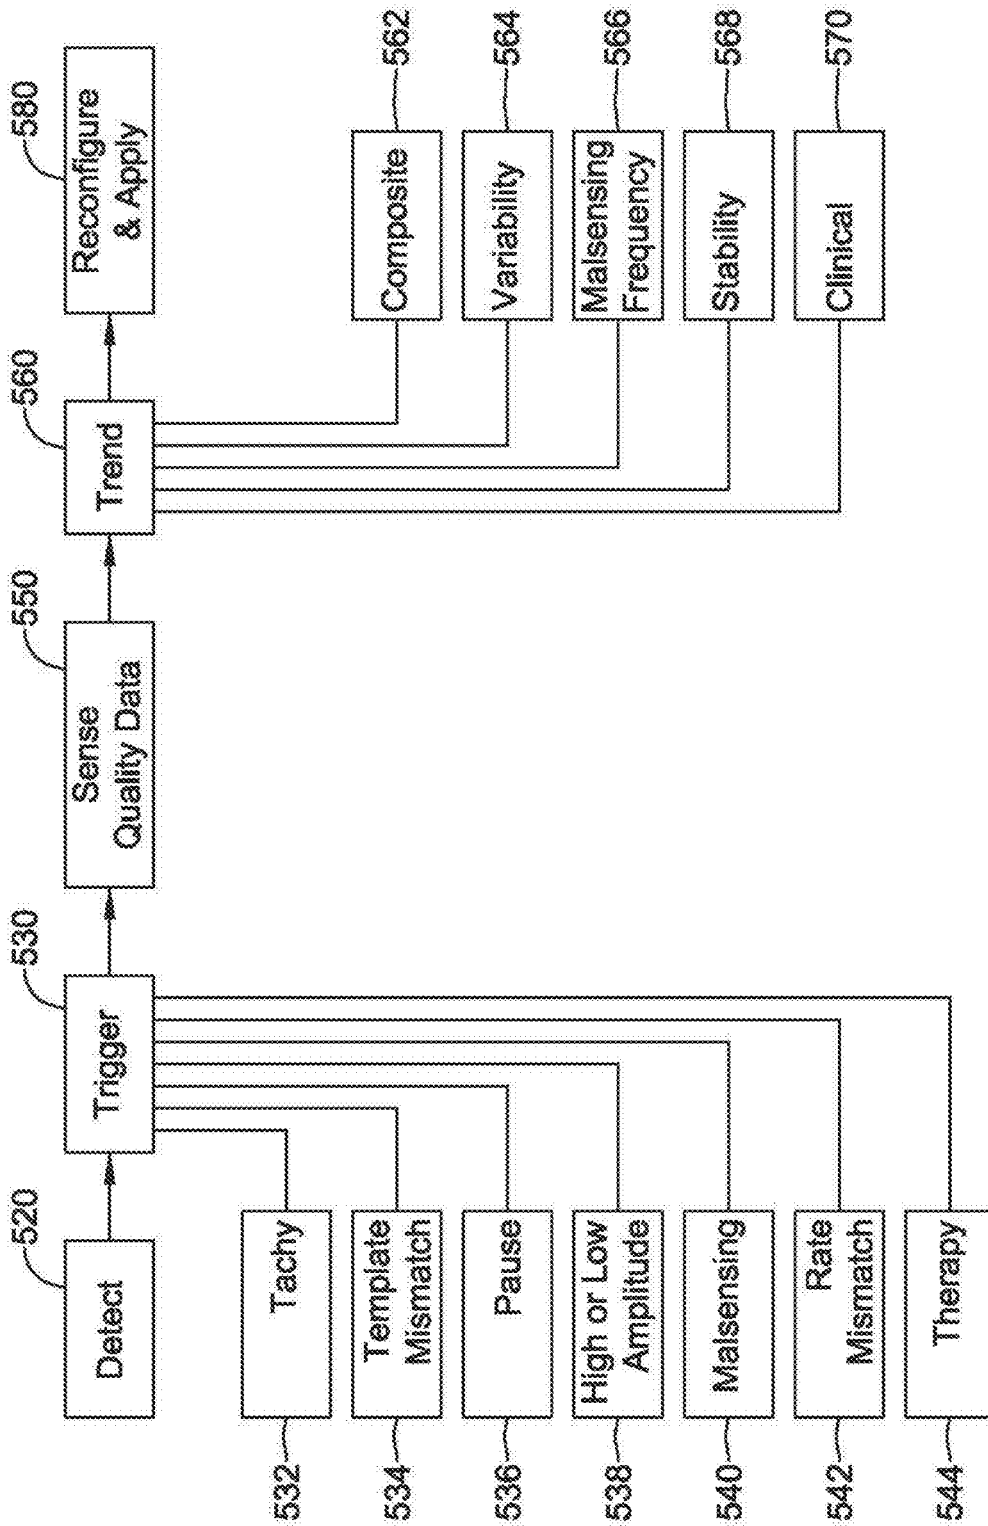 520
Detect
530
Trigger
550
Sense
Quality Data
560
Trend
580
Reconfigure
& Apply
532
Tachy
534
Template
Mismatch
536
Pause
538
High or Low
Amplitude
540
Malsensing
542
Rate
Mismatch
544
Therapy
Composite
562
Variability
564
Malsensing
Frequency
566
Stability
568
Clinical
570